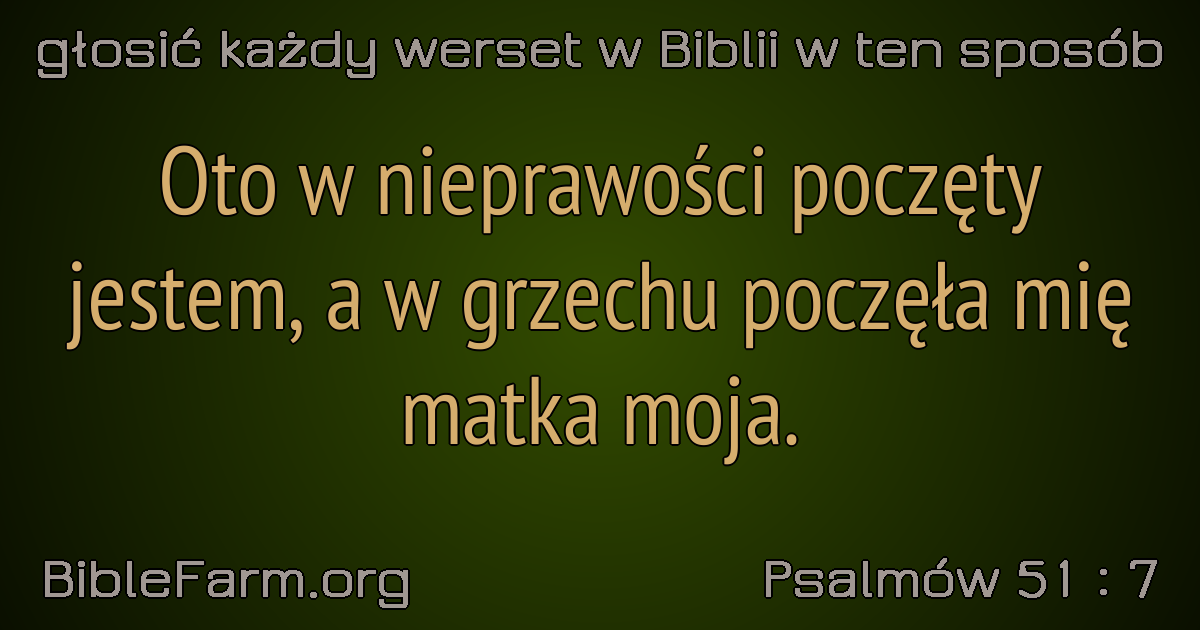 głosić każdy werset w Biblii w ten sposób
Oto w nieprawości poczęty
jestem, a w grzechu poczęła mię
matka moja.
BibleFarm.org
Psalmów 51 : 7